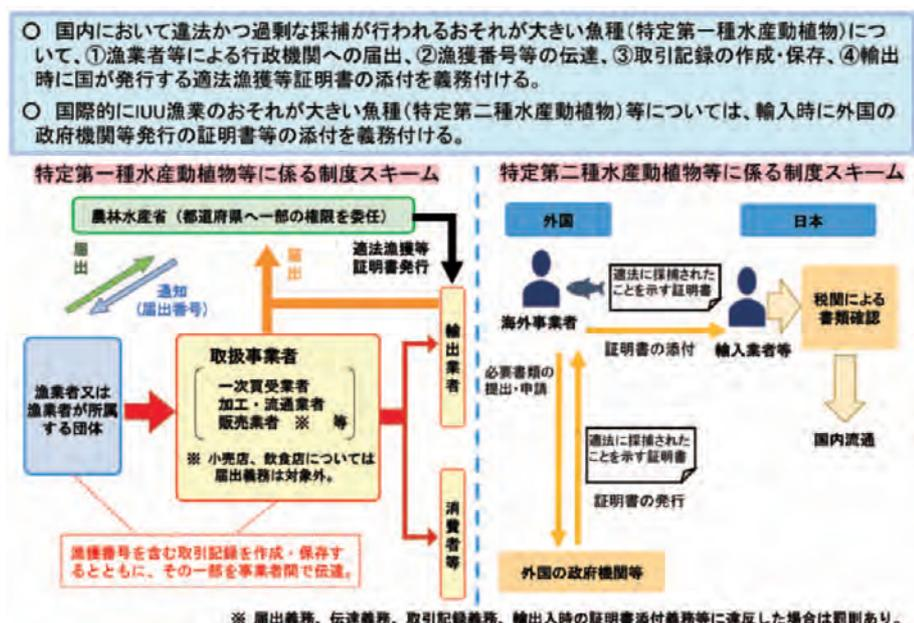 ○ 国内において違法かつ過剰な採捕が行われるおそれが大きい魚種(特定第一種水産動植物)につ
いて、①漁業者等による行政機関への届出、②漁獲番号等の伝達、③取引記録の作成・保存、④輸出
時に国が発行する適法漁獲等証明書の添付を義務付ける。
○ 国際的にIUU漁業のおそれが大きい魚種(特定第二種水産動植物)等については、輸入時に外国の
政府機関等発行の証明書等の添付を義務付ける。
特定第一種水産動植物等に係る制度スキーム
農林水産省(都道府県へ一部の権限を委任)
届出
通知
(届出番号)
届出
適法漁獲等
証明書発行
漁業者又は
漁業者が所属
する団体
取扱事業者
一次買受業者
加工・流通業者
販売業者 ※ 等
※ 小売店、飲食店については
届出義務は対象外。
輸出業者
消費者等
漁獲番号を含む取引記録を作成・保存す
るとともに、その一部を事業者間で伝達。
特定第二種水産動植物等に係る制度スキーム
外国
日本
海外事業者
適法に採捕された
ことを示す証明書
証明書の添付
輸入業者等
税関による
書類確認
国内流通
必要書類の
提出・申請
適法に採捕された
ことを示す証明書
証明書の発行
外国の政府機関等
※ 届出義務、伝達義務、取引記録義務、輸出入時の証明書添付義務等に違反した場合は罰則あり。